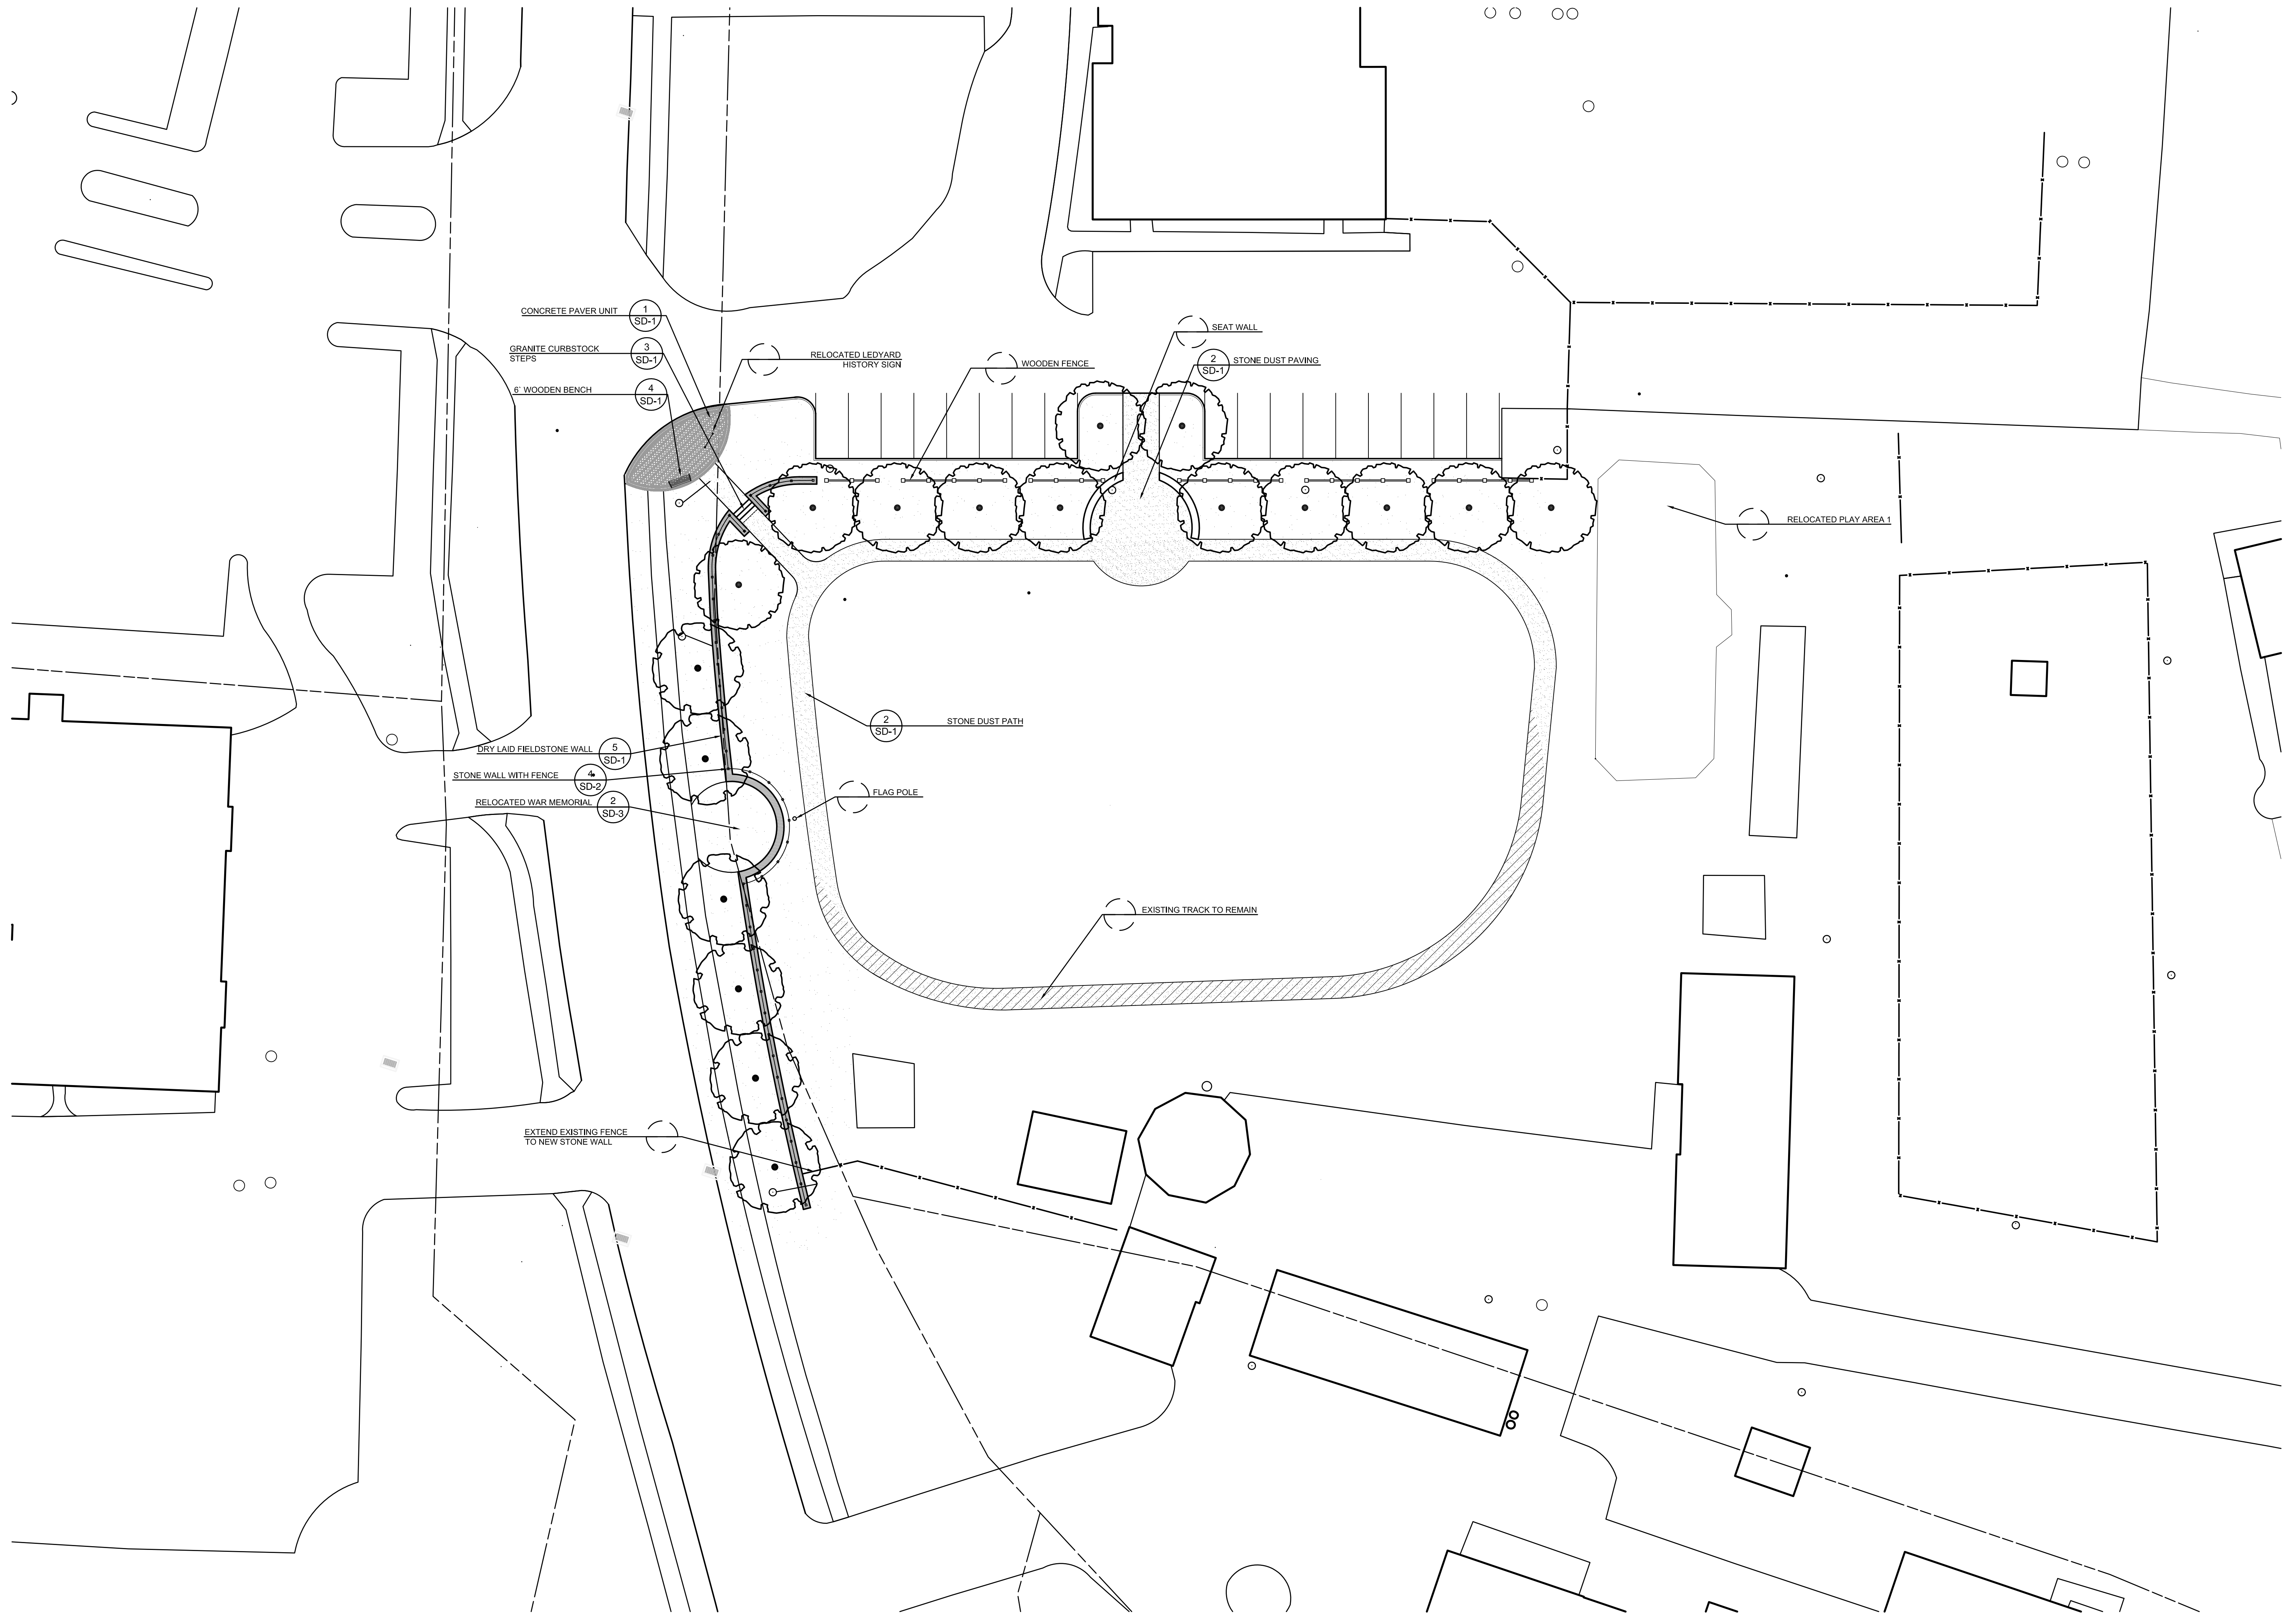 CONCRETE PAVER UNIT
1
SD-1
GRANITE CURBSTOCK
STEPS
3
SD-1
6' WOODEN BENCH
4
SD-1
RELOCATED LEDYARD
HISTORY SIGN
WOODEN FENCE
SEAT WALL
2
SD-1
STONE DUST PAVING
RELOCATED PLAY AREA 1
2
SD-1
STONE DUST PATH
DRY LAID FIELDSTONE WALL
5
SD-1
STONE WALL WITH FENCE
4
SD-2
RELOCATED WAR MEMORIAL
2
SD-3
FLAG POLE
EXISTING TRACK TO REMAIN
EXTEND EXISTING FENCE
TO NEW STONE WALL